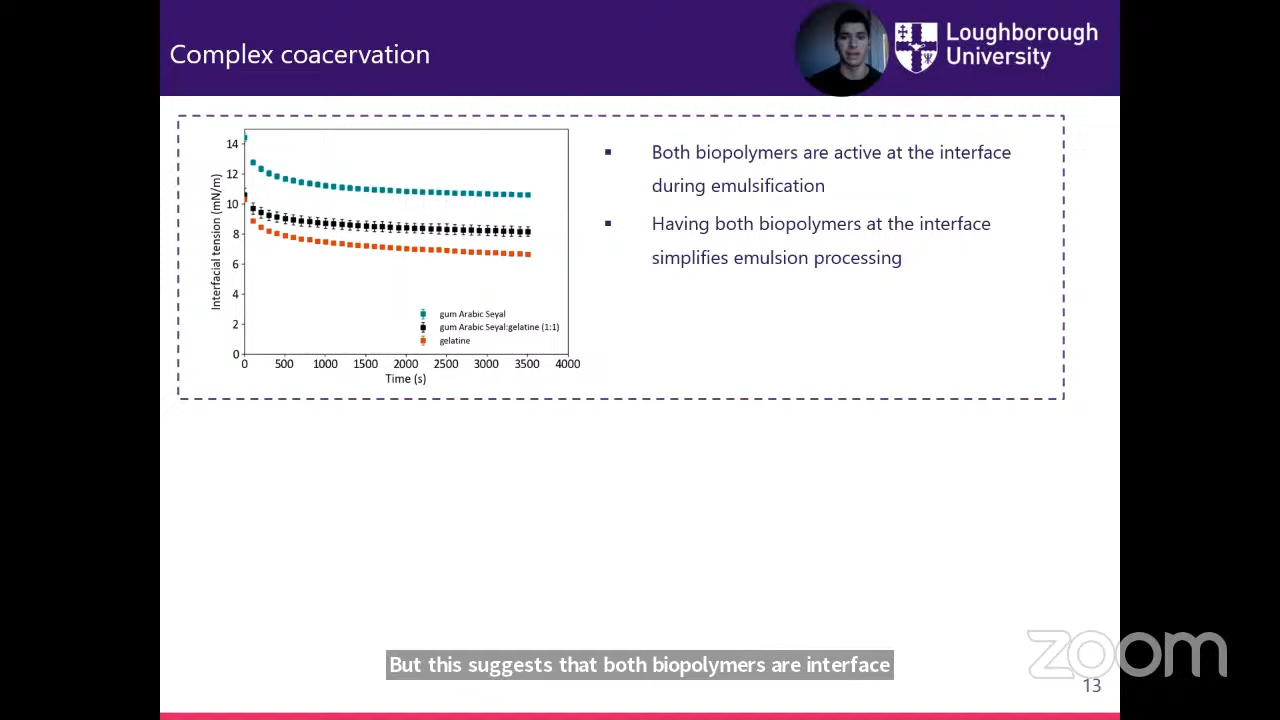 Complex coacervation
Loughborough
University
14
12
10
8
6
4
2
0
Interfacial tension (mN/m)
gum Arabic Seyal
gum Arabic Seyal:gelatine (1:1)
gelatine
0 500 1000 1500 2000 2500 3000 3500 4000
Time (s)
▪ Both biopolymers are active at the interface
during emulsification
▪ Having both biopolymers at the interface
simplifies emulsion processing
But this suggests that both biopolymers are interface
zoom
13